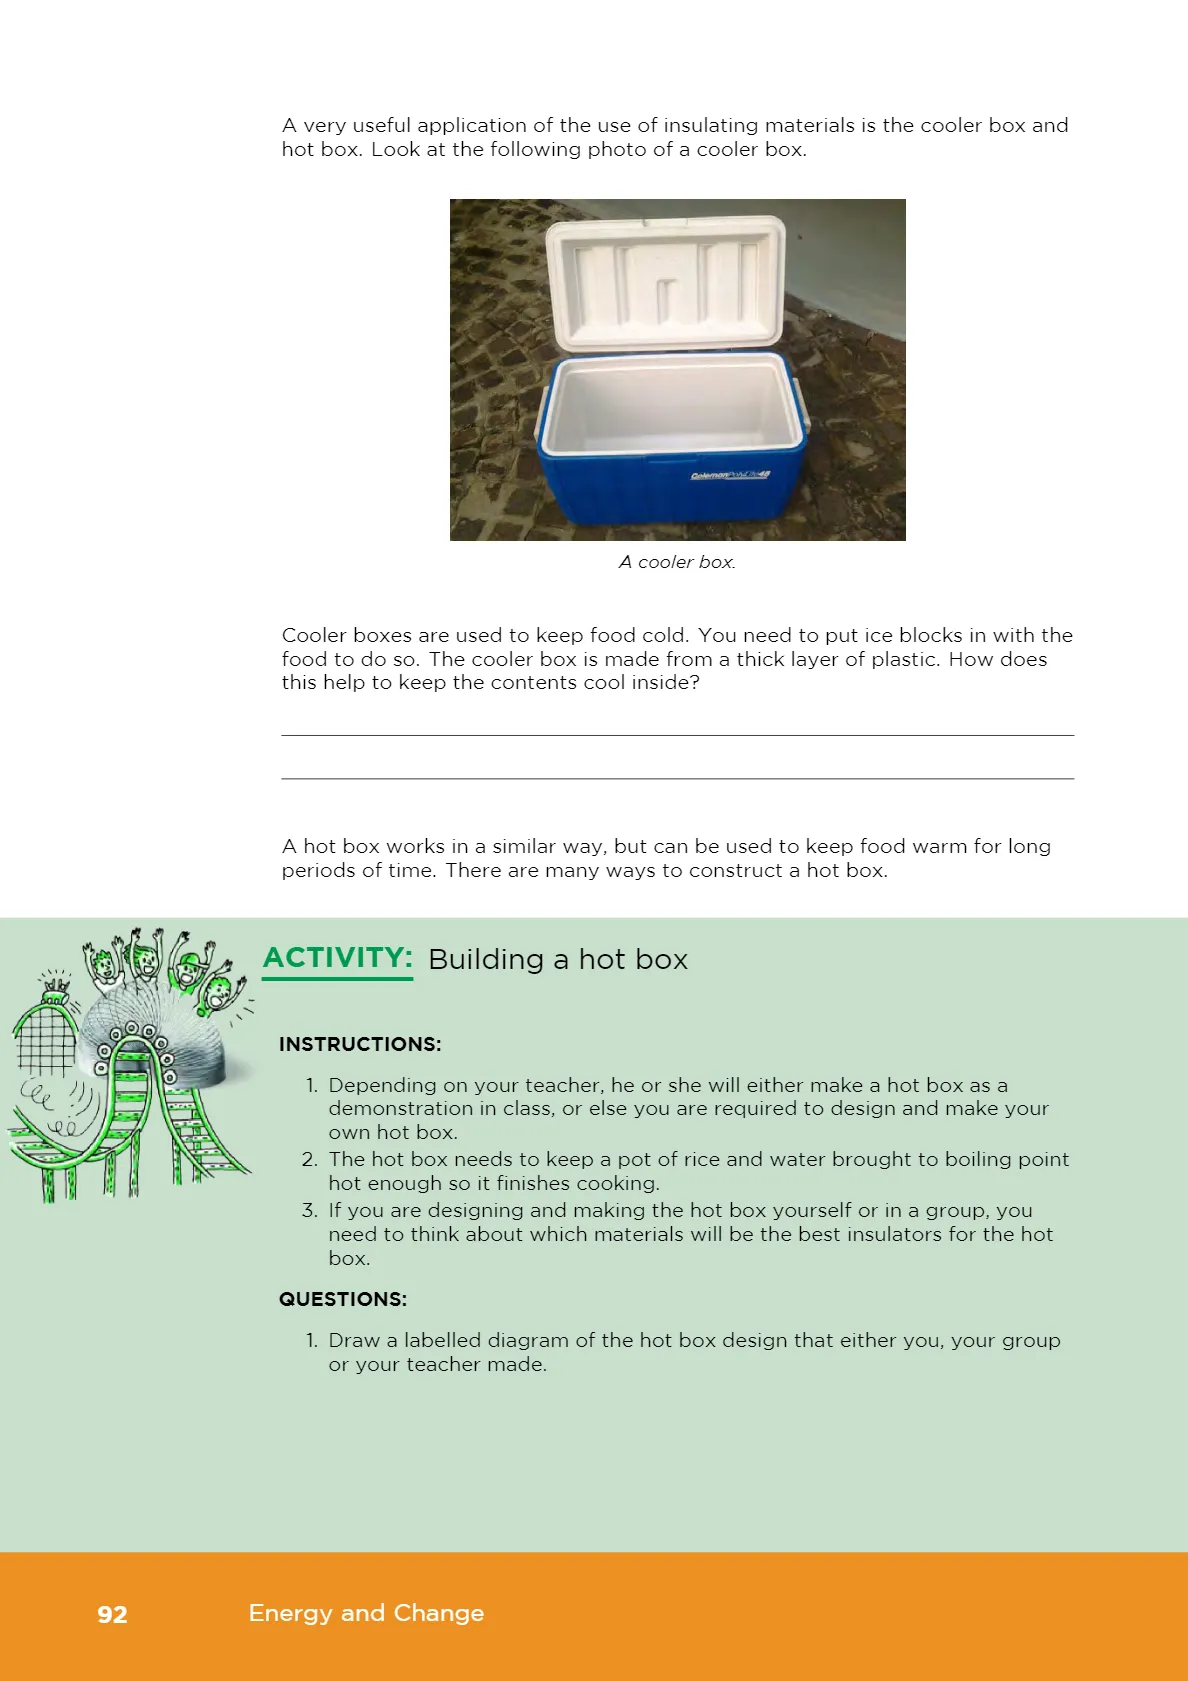 A very useful application of the use of insulating materials is the cooler box and
hot box. Look at the following photo of a cooler box.
ColemanPolyLite48
A cooler box.
Cooler boxes are used to keep food cold. You need to put ice blocks in with the
food to do so. The cooler box is made from a thick layer of plastic. How does
this help to keep the contents cool inside?
A hot box works in a similar way, but can be used to keep food warm for long
periods of time. There are many ways to construct a hot box.
ACTIVITY: Building a hot box
INSTRUCTIONS:
1. Depending on your teacher, he or she will either make a hot box as a
demonstration in class, or else you are required to design and make your
own hot box.
2. The hot box needs to keep a pot of rice and water brought to boiling point
hot enough so it finishes cooking.
3. If you are designing and making the hot box yourself or in a group, you
need to think about which materials will be the best insulators for the hot
box.
QUESTIONS:
1. Draw a labelled diagram of the hot box design that either you, your group
or your teacher made.
92 Energy and Change